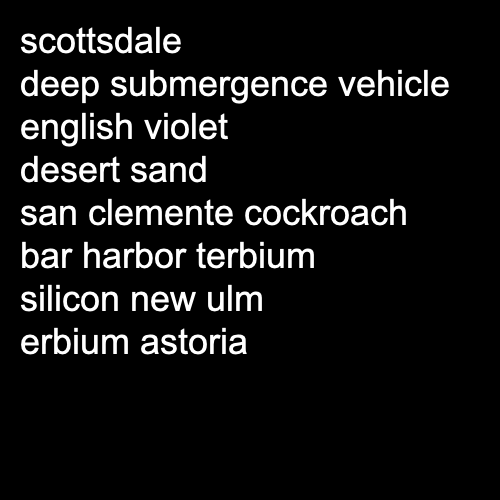 scottsdale
deep submergence vehicle
english violet
desert sand
san clemente cockroach
bar harbor terbium
silicon new ulm
erbium astoria